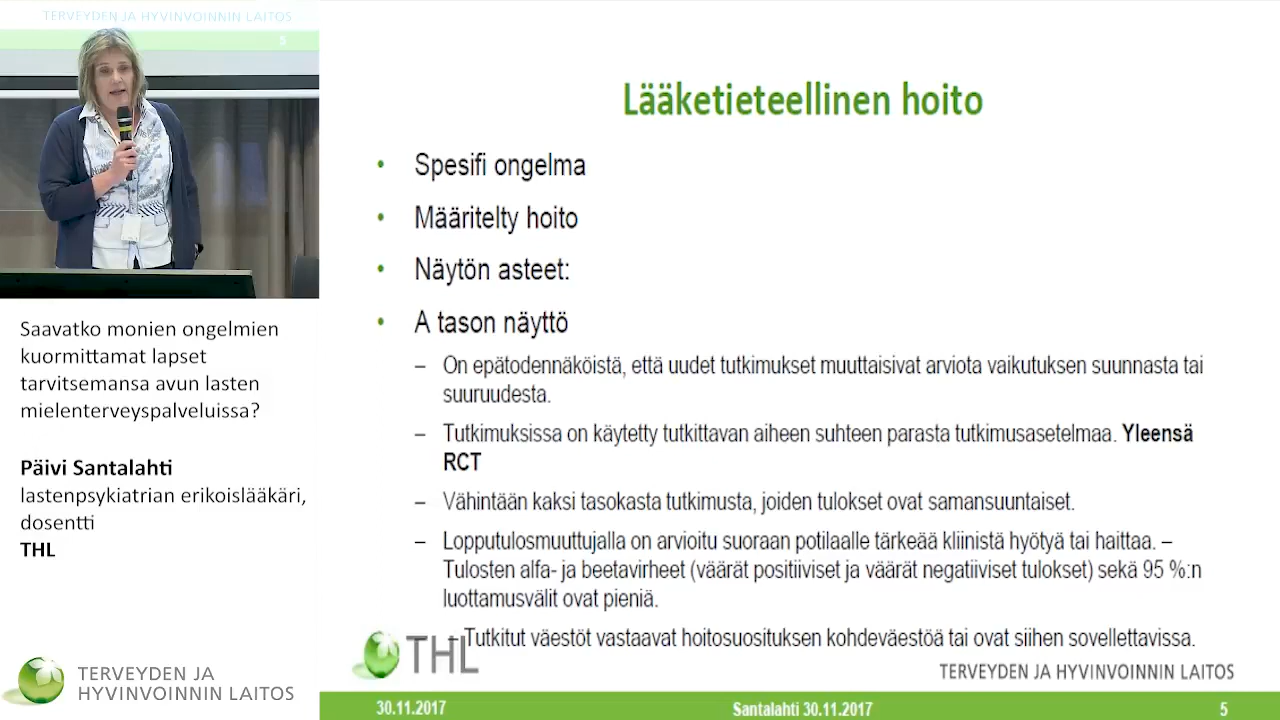 TERVEYDEN JA HYVINVOINNIN LAITOS
5
Saavatko monien ongelmien
kuormittamat lapset
tarvitsemansa avun lasten
mielenterveyspalveluissa?
Päivi Santalahti
lastenpsykiatrian erikoislääkäri,
dosentti
THL
TERVEYDEN JA
HYVINVOINNIN LAITOS
Lääketieteellinen hoito
• Spesifi ongelma
• Määritelty hoito
• Näytön asteet:
• A tason näyttö
– On epätodennäköistä, että uudet tutkimukset muuttaisivat arviota vaikutuksen suunnasta tai
suuruudesta.
– Tutkimuksissa on käytetty tutkittavan aiheen suhteen parasta tutkimusasetelmaa. Yleensä
RCT
– Vähintään kaksi tasokasta tutkimusta, joiden tulokset ovat samansuuntaiset.
– Lopputulosmuuttujalla on arvioitu suoraan potilaalle tärkeää kliinistä hyötyä tai haittaa. –
Tulosten alfa- ja beetavirheet (väärät positiiviset ja väärät negatiiviset tulokset) sekä 95 %:n
luottamusvälit ovat pieniä.
– Tutkitut väestöt vastaavat hoitosuosituksen kohdeväestöä tai ovat siihen sovellettavissa.
THL
TERVEYDEN JA HYVINVOINNIN LAITOS
30.11.2017
Santalahti 30.11.2017
5